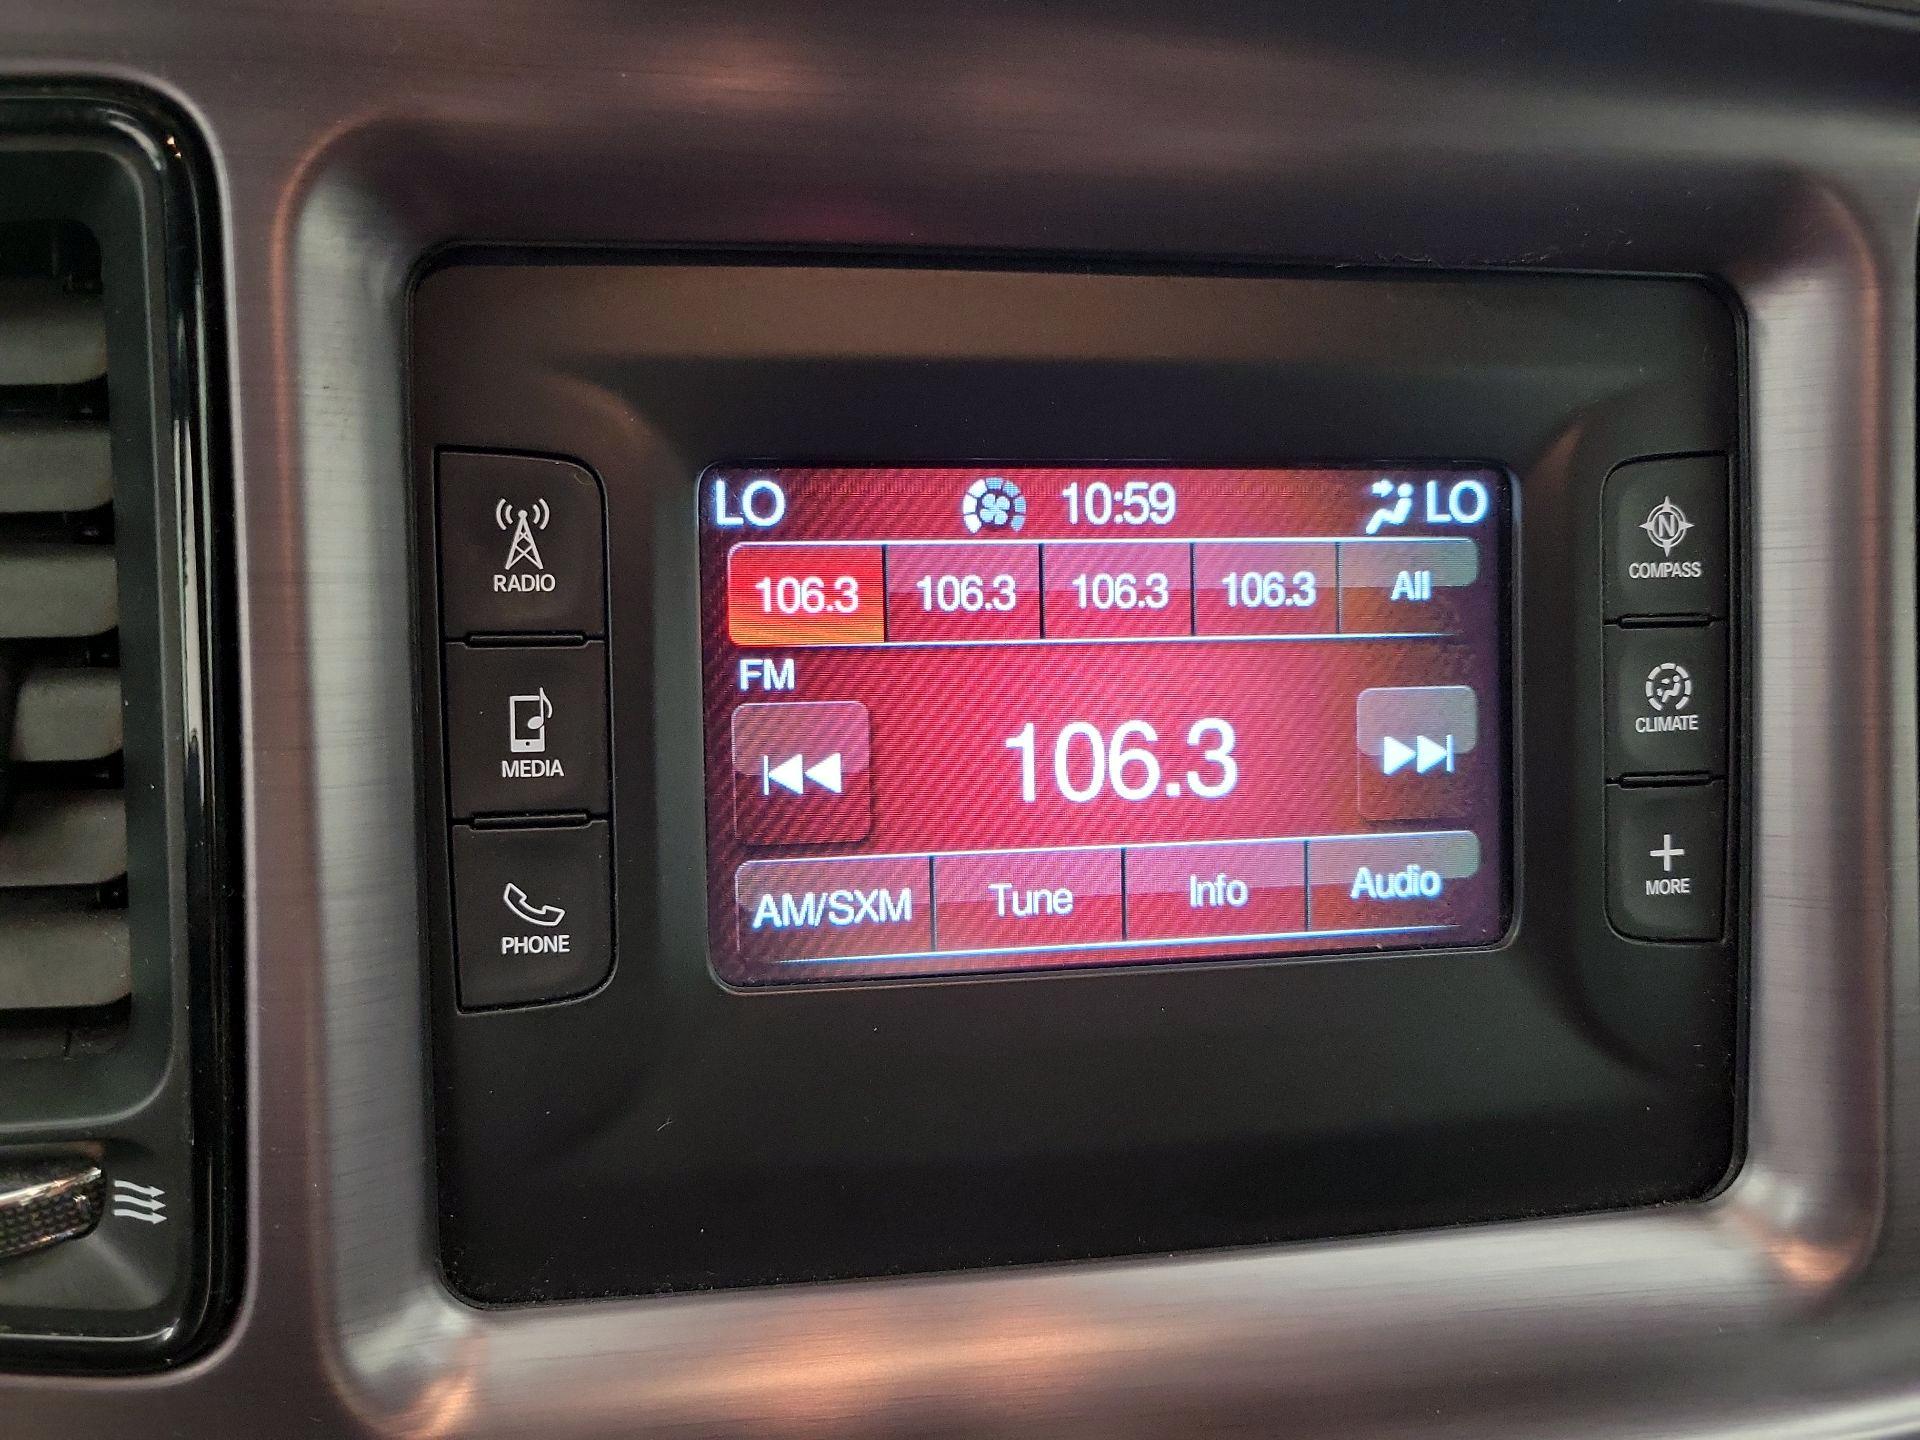 LO 10:59 LO
106.3 106.3 106.3 106.3 All
FM
106.3
AM/SXM Tune Info Audio
RADIO
MEDIA
PHONE
N
COMPASS
CLIMATE
MORE